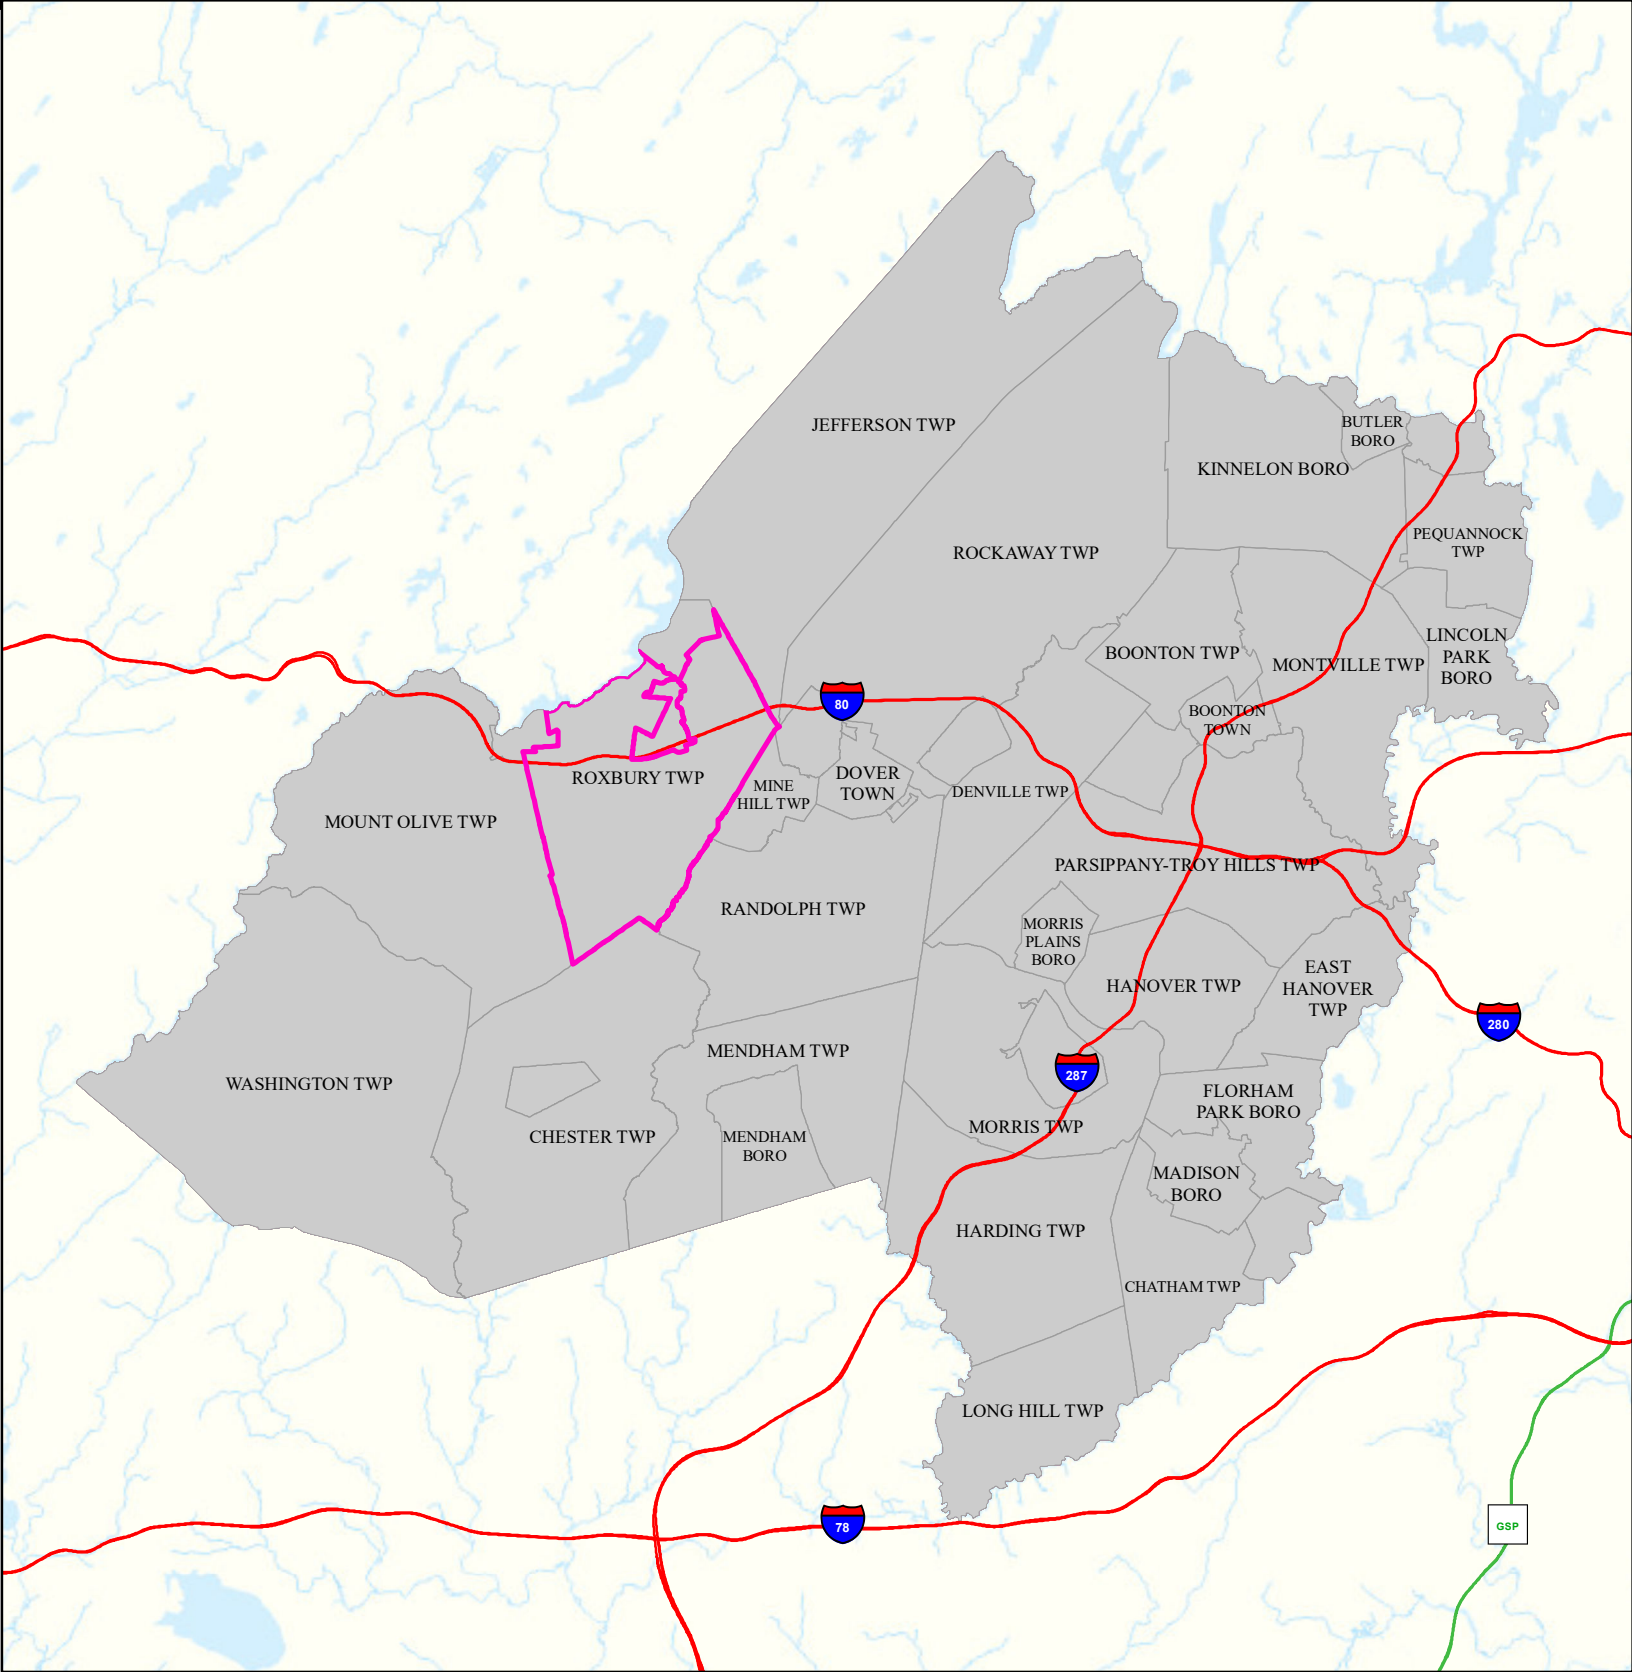 JEFFERSON TWP
BUTLER
BORO
KINNELON BORO
PEQUANNOCK
TWP
ROCKAWAY TWP
LINCOLN
PARK
BORO
BOONTON TWP
MONTVILLE TWP
80
BOONTON
TOWN
ROXBURY TWP
MINE
HILL TWP
DOVER
TOWN
DENVILLE TWP
MOUNT OLIVE TWP
PARSIPPANY-TROY HILLS TWP
RANDOLPH TWP
MORRIS
PLAINS
BORO
EAST
HANOVER
TWP
HANOVER TWP
280
MENDHAM TWP
287
WASHINGTON TWP
FLORHAM
PARK BORO
CHESTER TWP
MENDHAM
BORO
MORRIS TWP
MADISON
BORO
HARDING TWP
CHATHAM TWP
LONG HILL TWP
78
GSP